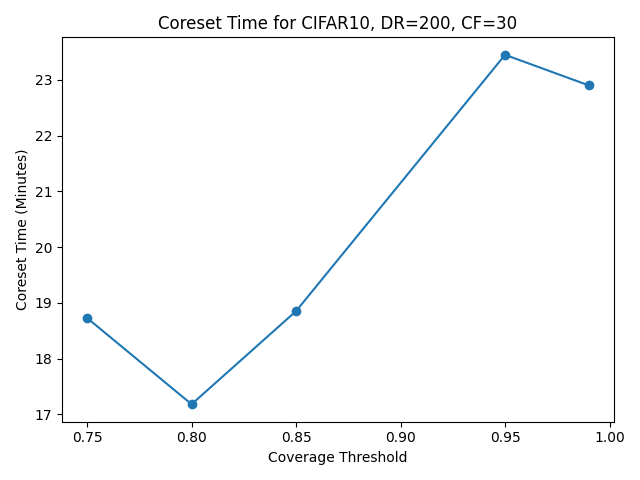 Coreset Time for CIFAR10, DR=200, CF=30
Coreset Time (Minutes)
23
22
21
20
19
18
17
0.75 0.80 0.85 0.90 0.95 1.00
Coverage Threshold